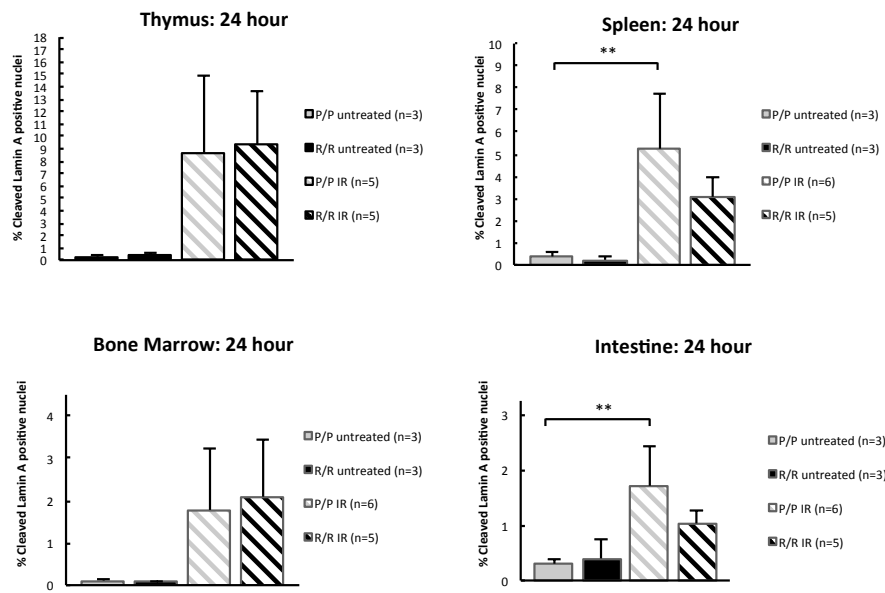 Thymus: 24 hour
% Cleaved Lamin A positive nuclei
18
17
16
15
14
13
12
11
10
9
8
7
6
5
4
3
2
1
0
P/P untreated (n=3)
R/R untreated (n=3)
P/P IR (n=5)
R/R IR (n=5)
Spleen: 24 hour
% Cleaved Lamin A positive nuclei
10
9
8
7
6
5
4
3
2
1
0
**
P/P untreated (n=3)
R/R untreated (n=3)
P/P IR (n=6)
R/R IR (n=5)
Bone Marrow: 24 hour
% Cleaved Lamin A positive nuclei
4
3
2
1
0
P/P untreated (n=3)
R/R untreated (n=3)
P/P IR (n=6)
R/R IR (n=5)
Intestine: 24 hour
% Cleaved Lamin A positive nuclei
3
2
1
0
**
P/P untreated (n=3)
R/R untreated (n=3)
P/P IR (n=6)
R/R IR (n=5)